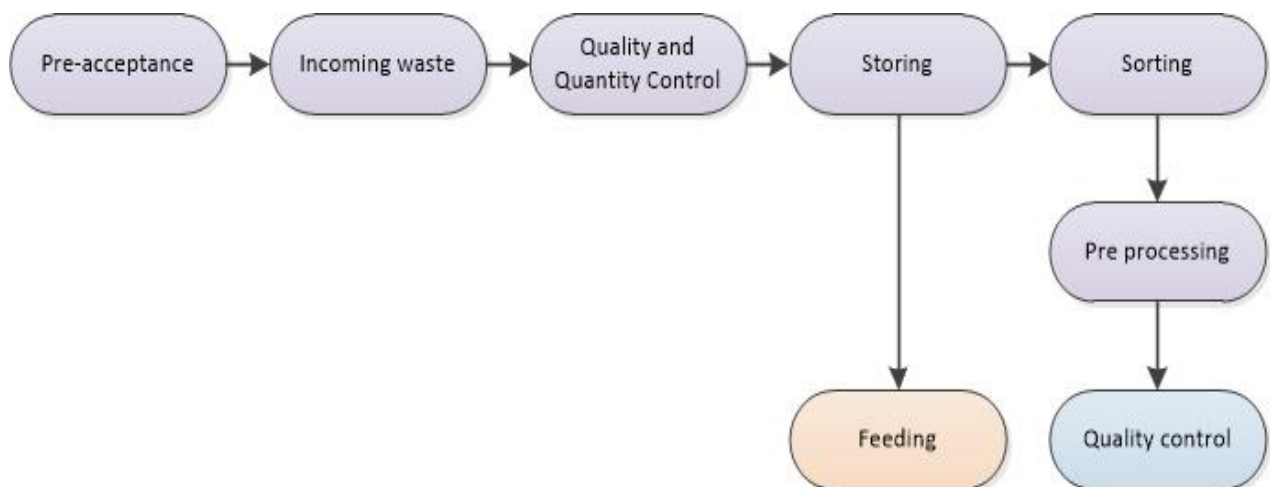 Pre-acceptance
Incoming waste
Quality and
Quantity Control
Storing
Sorting
Pre processing
Feeding
Quality control